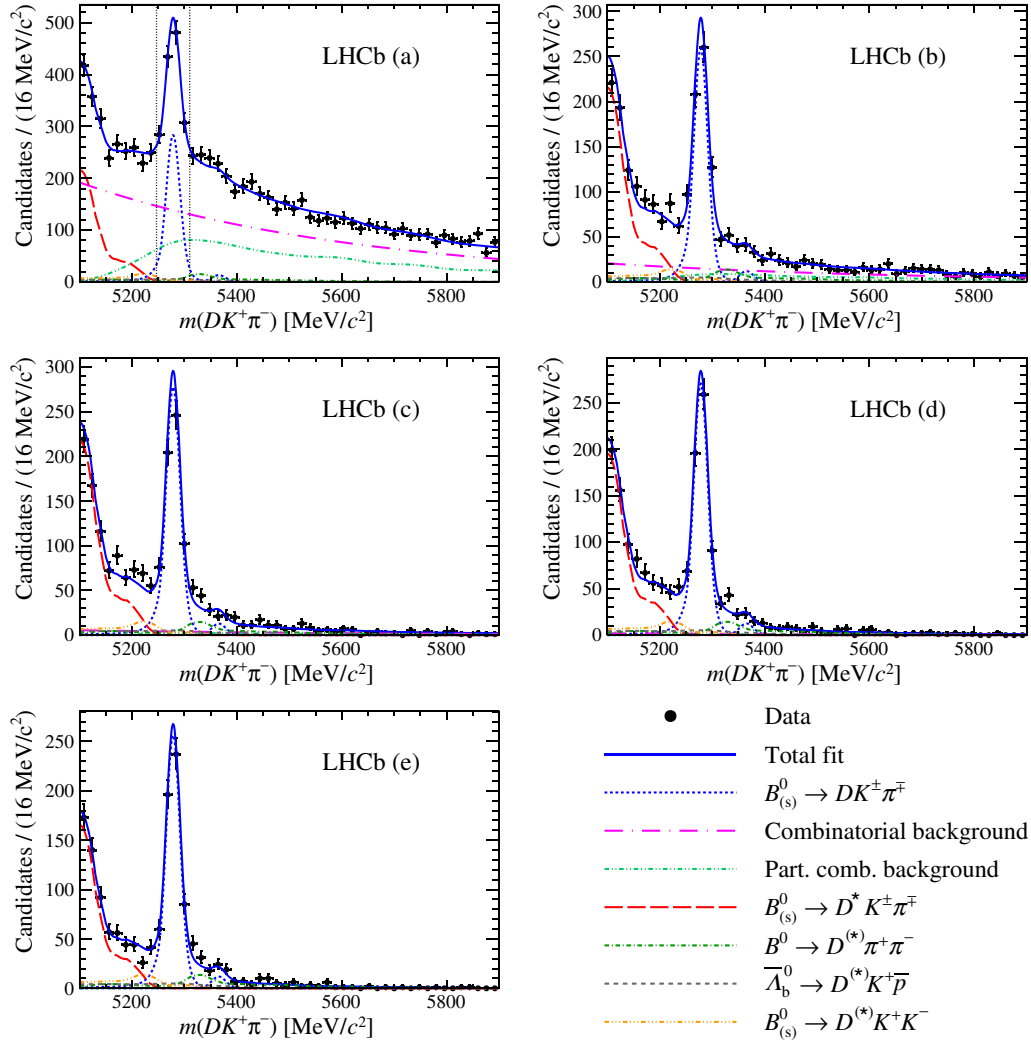 LHCb (a)
500
400
300
200
100
0
5200 5400 5600 5800
m(DK⁺π⁻) [MeV/c²]
Candidates / (16 MeV/c²)
LHCb (b)
300
250
200
150
100
50
0
5200 5400 5600 5800
m(DK⁺π⁻) [MeV/c²]
Candidates / (16 MeV/c²)
LHCb (c)
300
250
200
150
100
50
0
5200 5400 5600 5800
m(DK⁺π⁻) [MeV/c²]
Candidates / (16 MeV/c²)
LHCb (d)
300
250
200
150
100
50
0
5200 5400 5600 5800
m(DK⁺π⁻) [MeV/c²]
Candidates / (16 MeV/c²)
LHCb (e)
250
200
150
100
50
0
5200 5400 5600 5800
m(DK⁺π⁻) [MeV/c²]
Candidates / (16 MeV/c²)
Data
Total fit
B⁰₍ₛ₎ → DK^±π^∓
Combinatorial background
Part. comb. background
B⁰₍ₛ₎ → D^★ K^±π^∓
B⁰ → D^(★)π⁺π⁻
Λ̅_b⁰ → D^(★)K⁺p̅
B⁰₍ₛ₎ → D^(★)K⁺K⁻